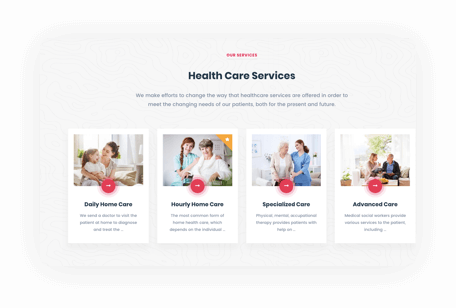 OUR SERVICES
Health Care Services
We make efforts to change the way that healthcare services are offered in order to
meet the changing needs of our patients, both for the present and future.
Daily Home Care
We send a doctor to visit the
patient at home to diagnose
and meet the ...
Hourly Home Care
The most common form of
home health care, which
depends on the individual ...
Specialized Care
Physical, mental, occupational
therapy provides patients with
help on ...
Advanced Care
Medical social workers provide
various services to the patient
including ...